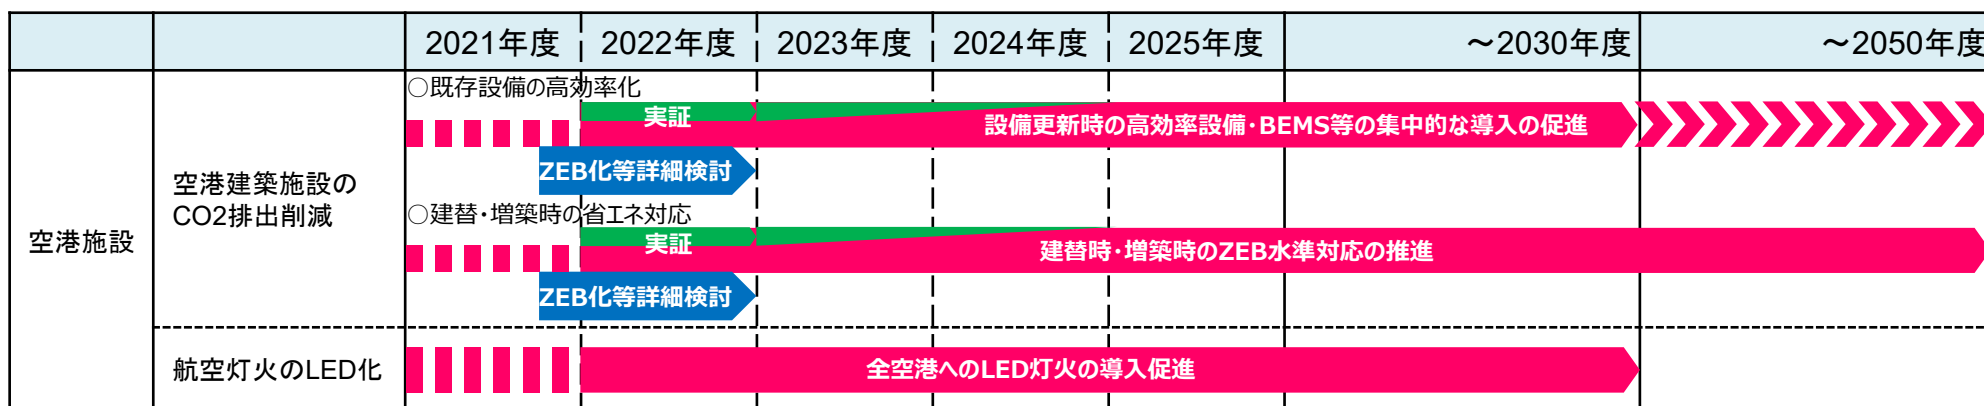 2021年度
2022年度
2023年度
2024年度
2025年度
～2030年度
～2050年度
空港施設
空港建築施設の
CO2排出削減
○既存設備の高効率化
実証
設備更新時の高効率設備・BEMS等の集中的な導入の促進
ZEB化等詳細検討
○建替・増築時の省エネ対応
実証
建替時・増築時のZEB水準対応の推進
ZEB化等詳細検討
航空灯火のLED化
全空港へのLED灯火の導入促進